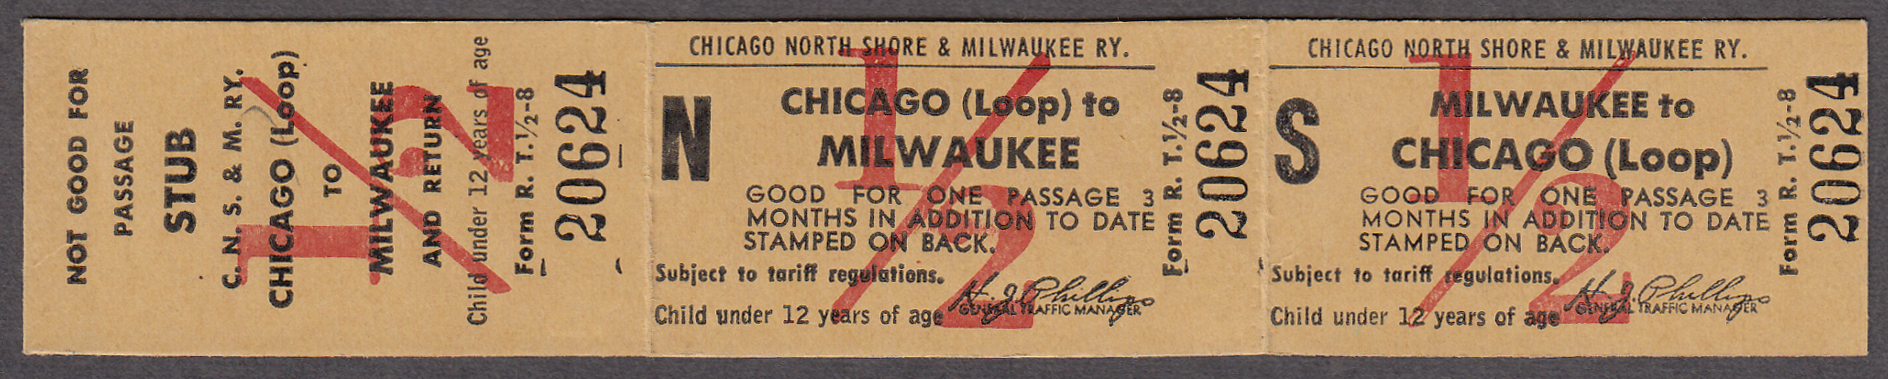 NOT GOOD FOR
PASSAGE
STUB
C. N. S. & M. RY.
CHICAGO (Loop)
TO
MILWAUKEE
AND RETURN
Child under 12 years of age
Form R. T. ½-8
20624
1/2
CHICAGO NORTH SHORE & MILWAUKEE RY.
N
CHICAGO (Loop) to
MILWAUKEE
GOOD FOR ONE PASSAGE 3
MONTHS IN ADDITION TO DATE
STAMPED ON BACK.
Subject to tariff regulations.
Child under 12 years of age
H. J. Phillips
GENERAL TRAFFIC MANAGER
Form R. T. ½-8
20624
1/2
CHICAGO NORTH SHORE & MILWAUKEE RY.
S
MILWAUKEE to
CHICAGO (Loop)
GOOD FOR ONE PASSAGE 3
MONTHS IN ADDITION TO DATE
STAMPED ON BACK.
Subject to tariff regulations.
Child under 12 years of age
H. J. Phillips
GENERAL TRAFFIC MANAGER
Form R. T. ½-8
20624
1/2